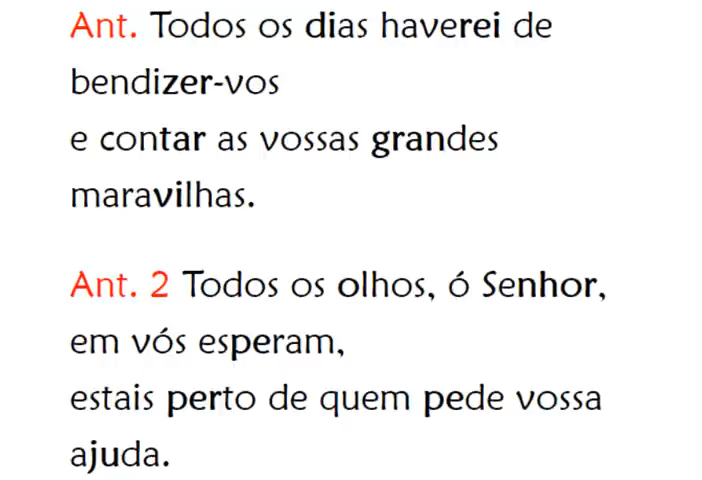 Ant. Todos os dias haverei de
bendizer-vos
e contar as vossas grandes
maravilhas.
Ant. 2 Todos os olhos, ó Senhor,
em vós esperam,
estais perto de quem pede vossa
ajuda.